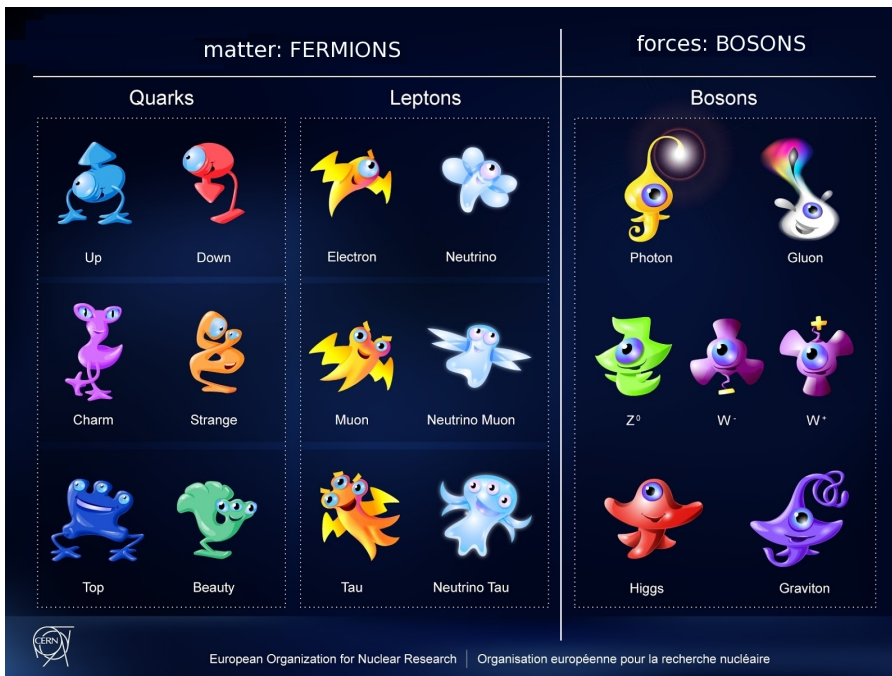 matter: FERMIONS
forces: BOSONS
Quarks
Leptons
Bosons
Up
Down
Electron
Neutrino
Photon
Gluon
Charm
Strange
Muon
Neutrino Muon
Z⁰
W⁻
W⁺
Top
Beauty
Tau
Neutrino Tau
Higgs
Graviton
CERN
European Organization for Nuclear Research | Organisation européenne pour la recherche nucléaire